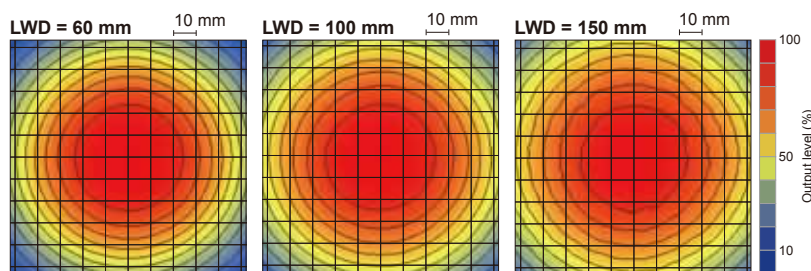 LWD = 60 mm
10 mm
LWD = 100 mm
10 mm
LWD = 150 mm
10 mm
100
50
10
Output level (%)